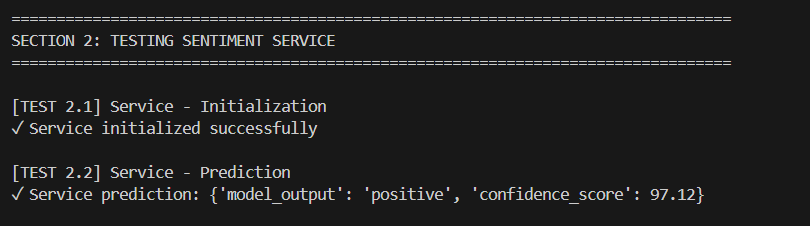 ================================================================================
SECTION 2: TESTING SENTIMENT SERVICE
================================================================================
[TEST 2.1] Service - Initialization
✓ Service initialized successfully
[TEST 2.2] Service - Prediction
✓ Service prediction: {'model_output': 'positive', 'confidence_score': 97.12}